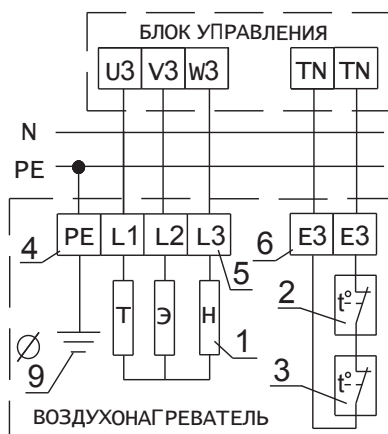 БЛОК УПРАВЛЕНИЯ
U3 V3 W3 TN TN
N
PE
4 PE L1 L2 L3 5 6 E3 E3
Т Э Н 1
t° 2
t° 3
9
ВОЗДУХОНАГРЕВАТЕЛЬ